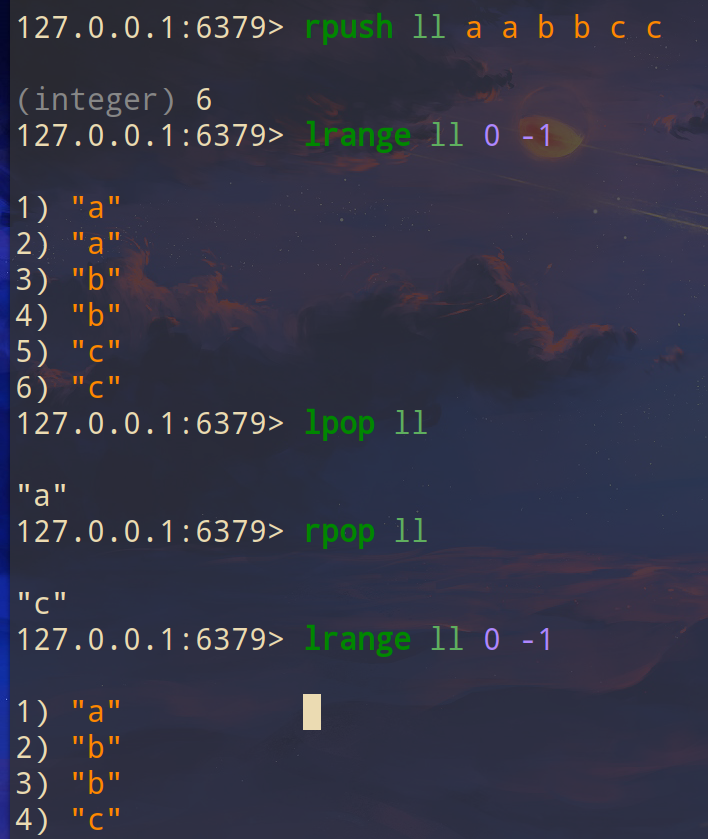 127.0.0.1:6379> rpush ll a a b b c c
(integer) 6
127.0.0.1:6379> lrange ll 0 -1
1) "a"
2) "a"
3) "b"
4) "b"
5) "c"
6) "c"
127.0.0.1:6379> lpop ll
"a"
127.0.0.1:6379> rpop ll
"c"
127.0.0.1:6379> lrange ll 0 -1
1) "a"
2) "b"
3) "b"
4) "c"